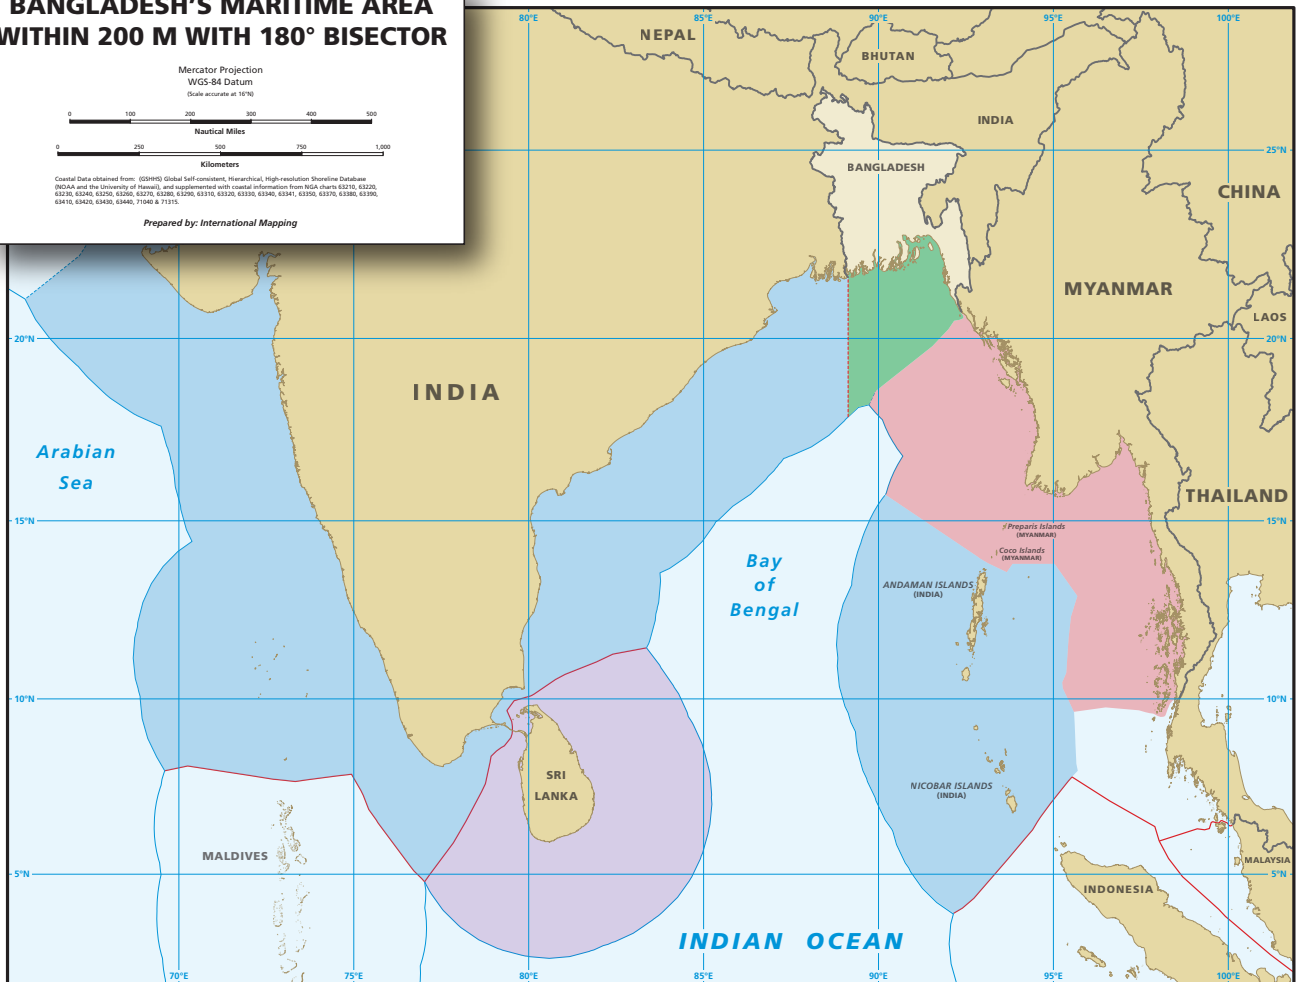 BANGLADESH'S MARITIME AREA
WITHIN 200 M WITH 180° BISECTOR
Mercator Projection
WGS-84 Datum
(Scale accurate at 16°N)
0 100 200 300 400 500
Nautical Miles
0 250 500 750 1,000
Kilometers
Coastal Data obtained from: (GSHHS) Global Self-consistent, Hierarchical, High-resolution Shoreline Database
(NOAA and the University of Hawaii), and supplemented with coastal information from NGA charts 63210, 63220,
63230, 63240, 63250, 63260, 63270, 63280, 63290, 63310, 63320, 63330, 63340, 63341, 63350, 63370, 63380, 63390,
63410, 63420, 63430, 63440, 71040 & 71315.
Prepared by: International Mapping
80°E 85°E 90°E 95°E 100°E
NEPAL
BHUTAN
INDIA
25°N
BANGLADESH
CHINA
MYANMAR
LAOS
20°N 20°N
INDIA
Arabian
Sea
THAILAND
15°N 15°N
Preparis Islands
(MYANMAR)
Coco Islands
(MYANMAR)
Bay
of
Bengal
ANDAMAN ISLANDS
(INDIA)
10°N 10°N
SRI
LANKA
NICOBAR ISLANDS
(INDIA)
MALDIVES
MALAYSIA
5°N 5°N
INDONESIA
INDIAN OCEAN
70°E 75°E 80°E 85°E 90°E 95°E 100°E